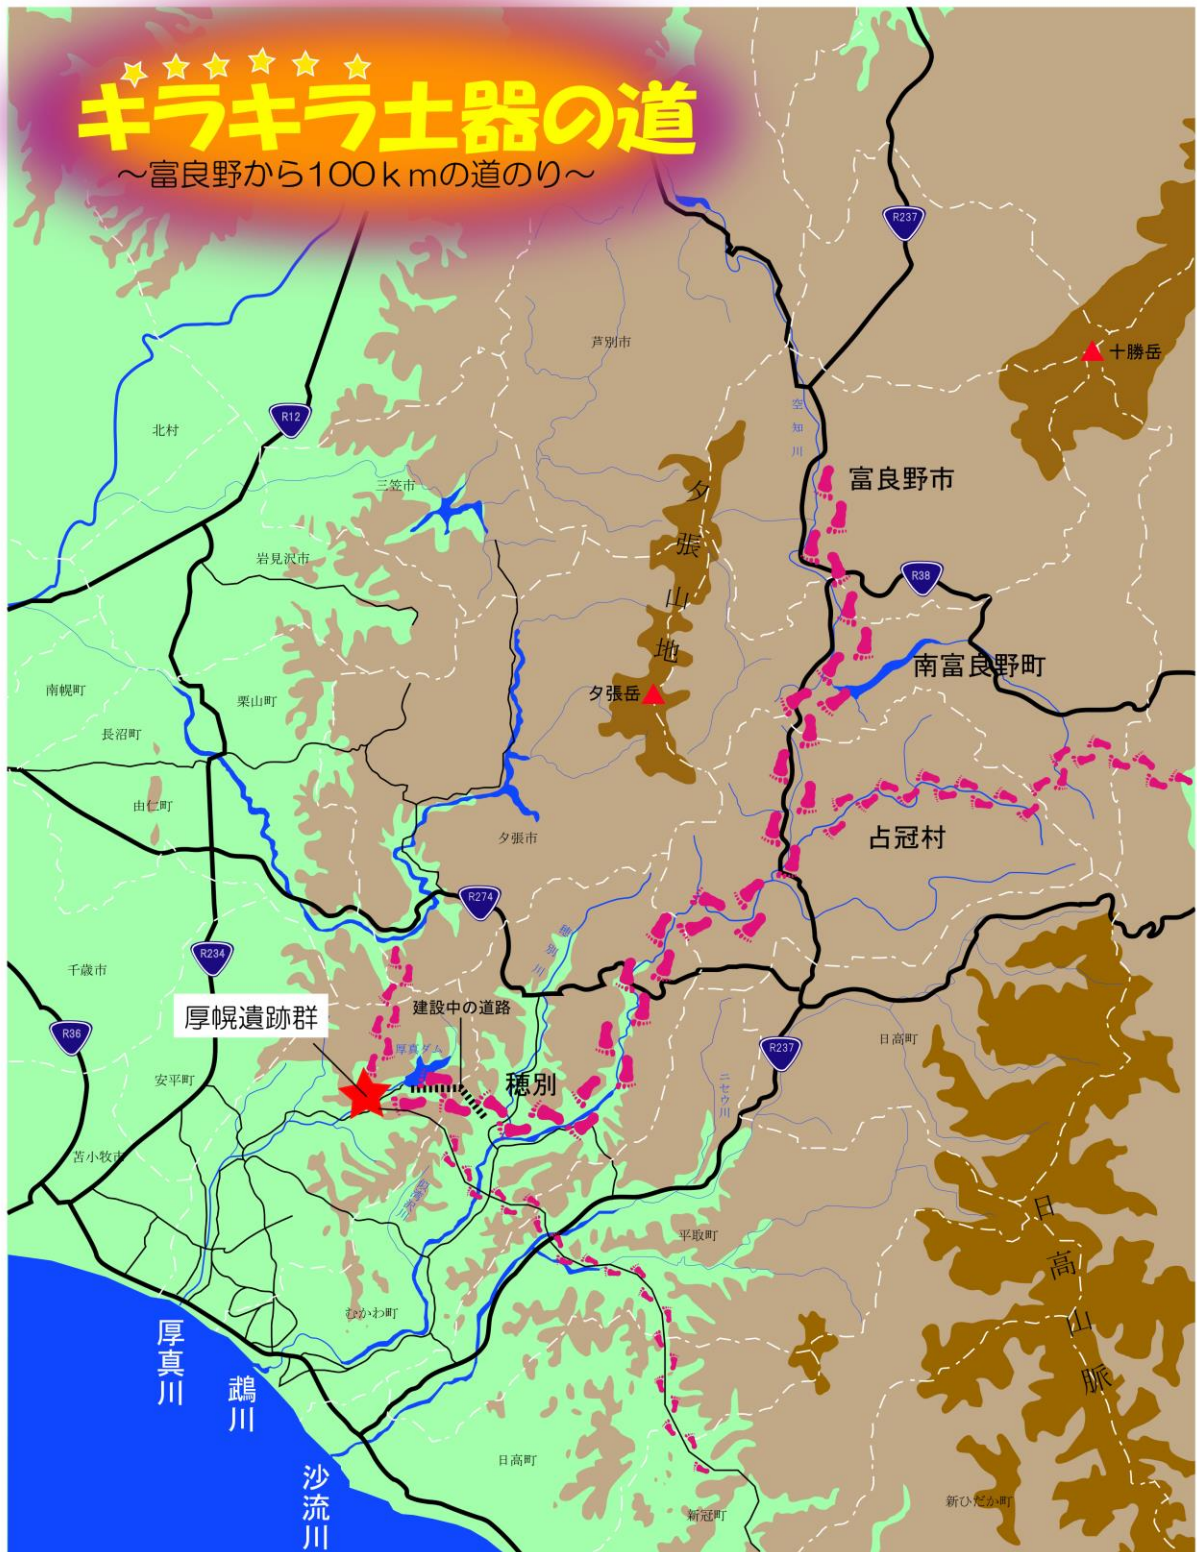 キラキラ土器の道
～富良野から100kmの道のり～
R237
芦別市
十勝岳
空知川
R12
北村
三笠市
富良野市
夕張山地
岩見沢市
R38
南富良野町
南幌町
栗山町
夕張岳
長沼町
由仁町
夕張市
占冠村
R274
穂別川
R234
千歳市
厚幌遺跡群
建設中の道路
R36
厚真ダム
日高町
R237
安平町
穂別
ニセウ川
苫小牧市
平取町
日高山脈
むかわ町
厚真川
鵡川
沙流川
日高町
新冠町
新ひだか町